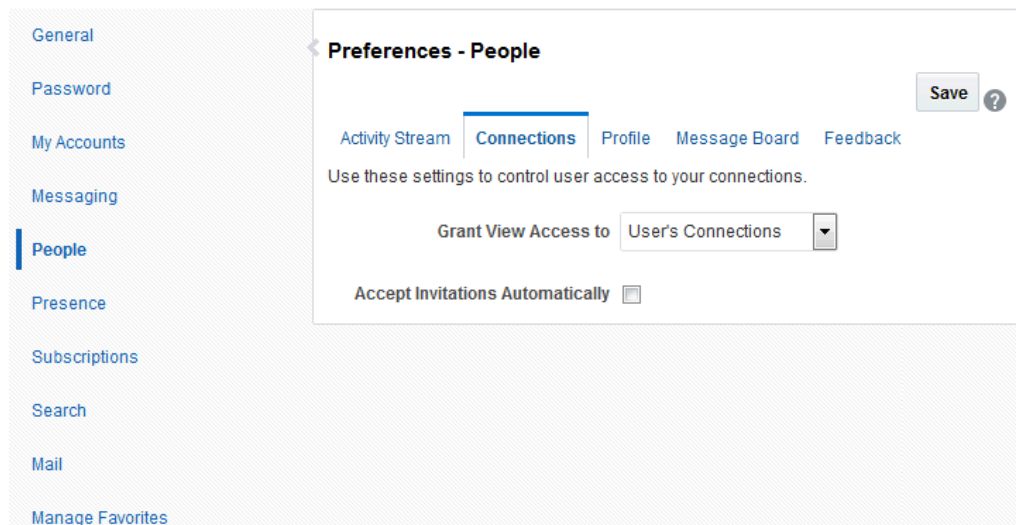 General
Password
My Accounts
Messaging
People
Presence
Subscriptions
Search
Mail
Manage Favorites
Preferences - People
Save
?
Activity Stream Connections Profile Message Board Feedback
Use these settings to control user access to your connections.
Grant View Access to User's Connections
Accept Invitations Automatically